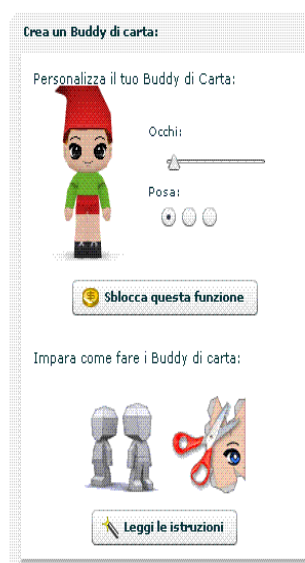 Crea un Buddy di carta:
Personalizza il tuo Buddy di Carta:
Occhi:
Posa:
Sblocca questa funzione
Impara come fare i Buddy di carta:
Leggi le istruzioni